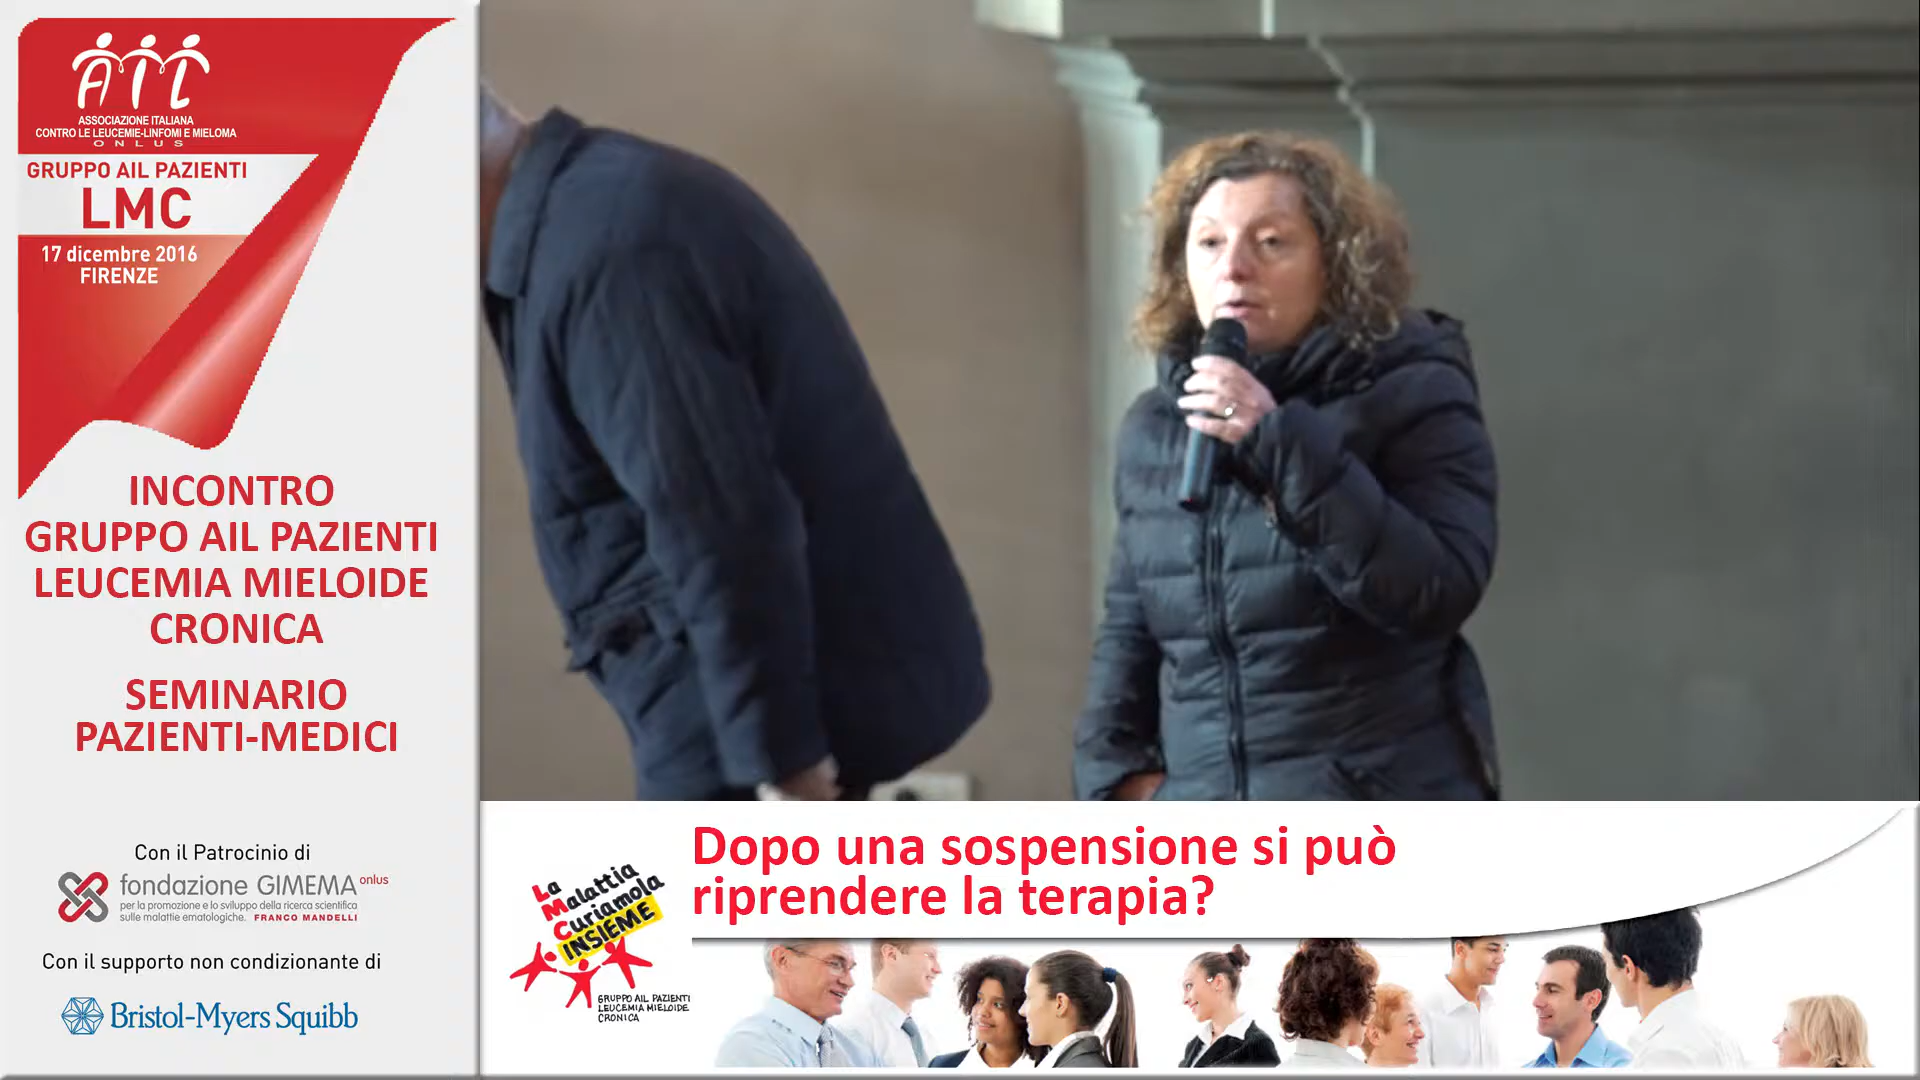 AIL
ASSOCIAZIONE ITALIANA
CONTRO LE LEUCEMIE-LINFOMI E MIELOMA
ONLUS
GRUPPO AIL PAZIENTI
LMC
17 dicembre 2016
FIRENZE
INCONTRO
GRUPPO AIL PAZIENTI
LEUCEMIA MIELOIDE
CRONICA
SEMINARIO
PAZIENTI-MEDICI
Con il Patrocinio di
fondazione GIMEMA onlus
per la promozione e lo sviluppo della ricerca scientifica
sulle malattie ematologiche. FRANCO MANDELLI
Con il supporto non condizionante di
Bristol-Myers Squibb
La
Malattia
Curiamola
INSIEME
GRUPPO AIL PAZIENTI
LEUCEMIA MIELOIDE
CRONICA
Dopo una sospensione si può
riprendere la terapia?